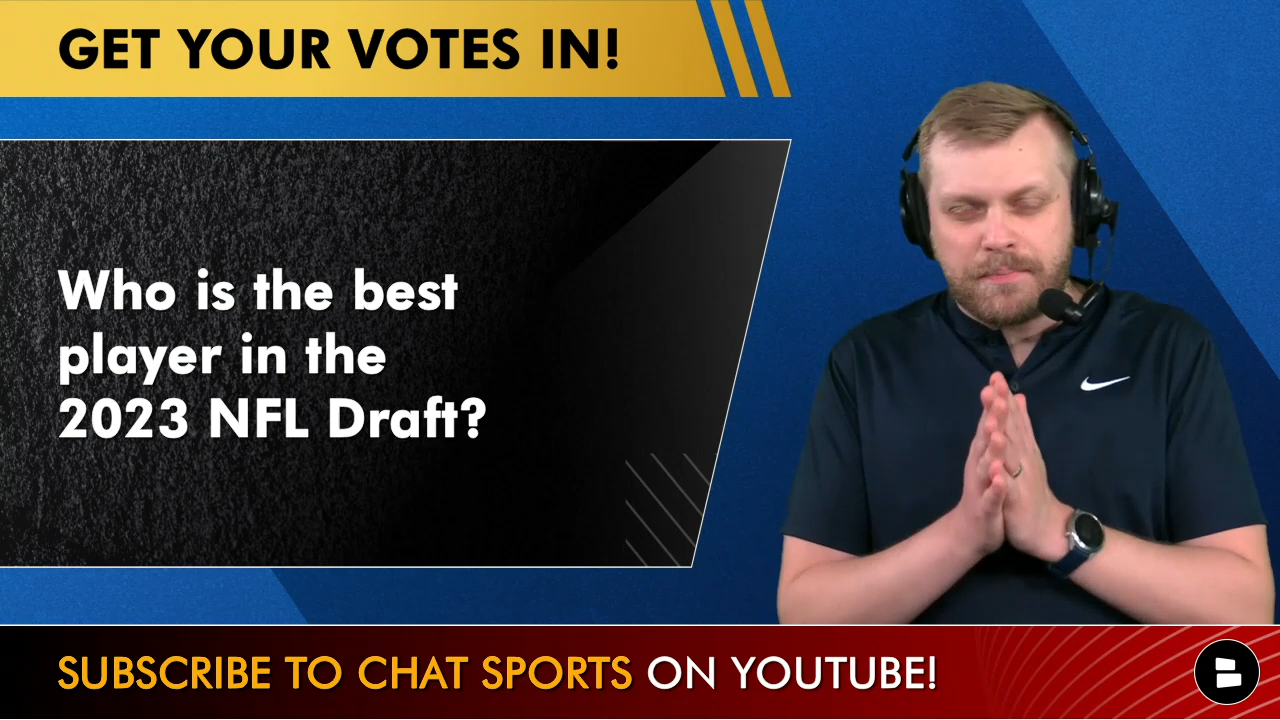 GET YOUR VOTES IN!
Who is the best
player in the
2023 NFL Draft?
SUBSCRIBE TO CHAT SPORTS ON YOUTUBE!